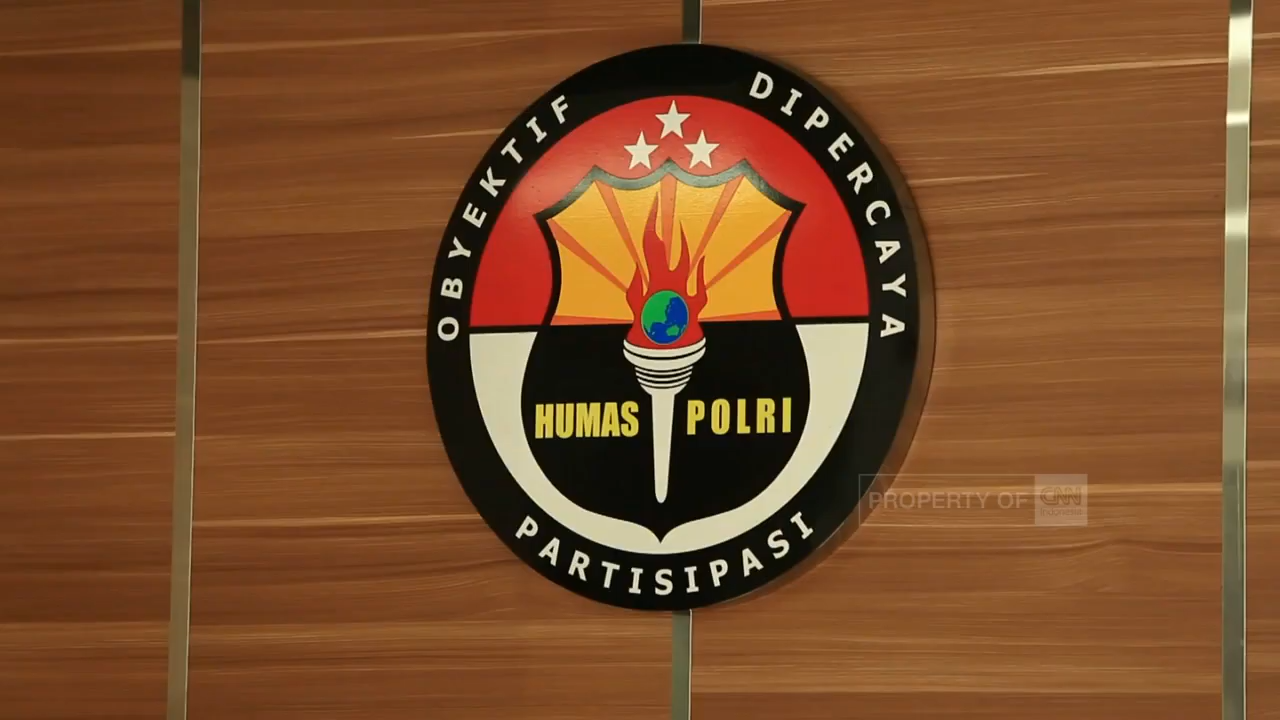 OBYEKTIF
DIPERCAYA
HUMAS POLRI
PARTISIPASI
PROPERTY OF CNN
Indonesia